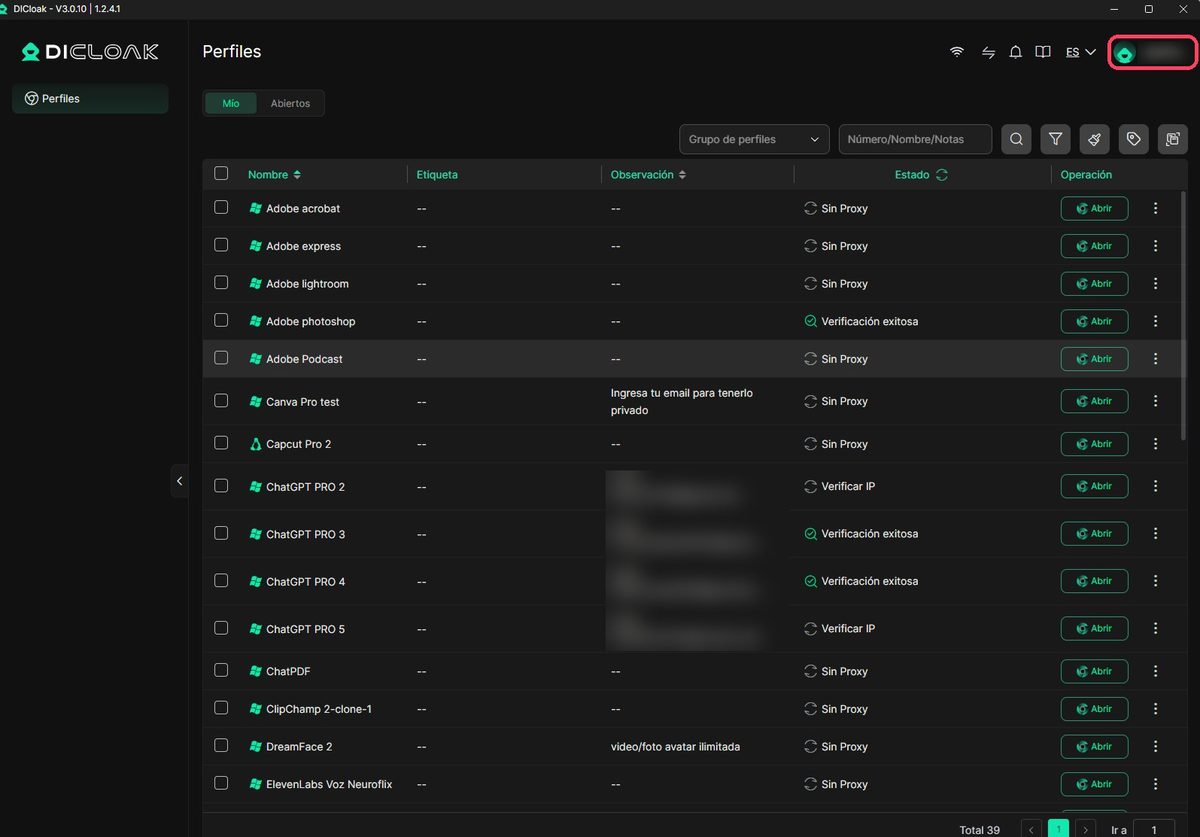 DICloak - V3.0.10 | 1.2.4.1
DICLOAK
Perfiles
ES
Perfiles
Mío
Abiertos
Grupo de perfiles
Número/Nombre/Notas
Nombre Etiqueta Observación Estado Operación
Adobe acrobat -- -- Sin Proxy Abrir
Adobe express -- -- Sin Proxy Abrir
Adobe lightroom -- -- Sin Proxy Abrir
Adobe photoshop -- -- Verificación exitosa Abrir
Adobe Podcast -- -- Sin Proxy Abrir
Canva Pro test -- Ingresa tu email para tenerlo
privado Sin Proxy Abrir
Capcut Pro 2 -- -- Sin Proxy Abrir
ChatGPT PRO 2 -- Verificar IP Abrir
ChatGPT PRO 3 -- Verificación exitosa Abrir
ChatGPT PRO 4 -- Verificación exitosa Abrir
ChatGPT PRO 5 -- Verificar IP Abrir
ChatPDF -- -- Sin Proxy Abrir
ClipChamp 2-clone-1 -- -- Sin Proxy Abrir
DreamFace 2 -- video/foto avatar ilimitada Sin Proxy Abrir
ElevenLabs Voz Neuroflix -- -- Sin Proxy Abrir
Total 39 < 1 > Ir a 1